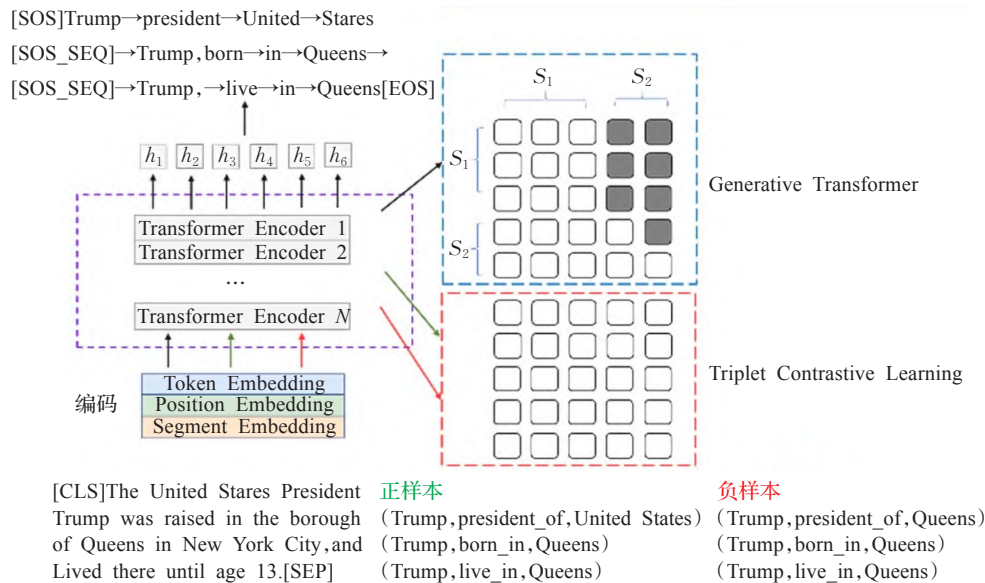 [SOS]Trump→president→United→Stares
[SOS_SEQ]→Trump,born→in→Queens→
[SOS_SEQ]→Trump,→live→in→Queens[EOS]
h₁ h₂ h₃ h₄ h₅ h₆
Transformer Encoder 1
Transformer Encoder 2
…
Transformer Encoder N
编码
Token Embedding
Position Embedding
Segment Embedding
S₁ S₂
S₁
S₂
Generative Transformer
Triplet Contrastive Learning
[CLS]The United Stares President
Trump was raised in the borough
of Queens in New York City,and
Lived there until age 13.[SEP]
正样本
(Trump,president_of,United States)
(Trump,born_in,Queens)
(Trump,live_in,Queens)
负样本
(Trump,president_of,Queens)
(Trump,born_in,Queens)
(Trump,live_in,Queens)